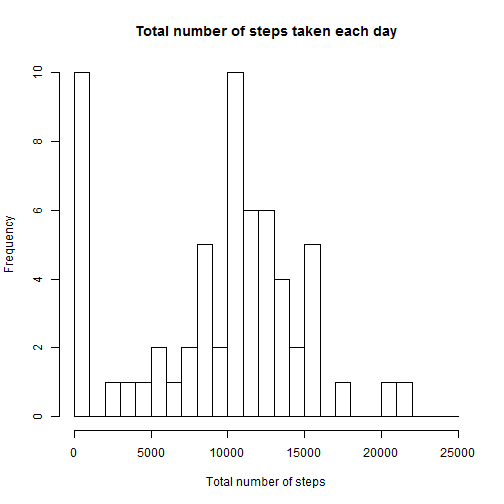 Total number of steps taken each day
Frequency
10
8
6
4
2
0
0 5000 10000 15000 20000 25000
Total number of steps